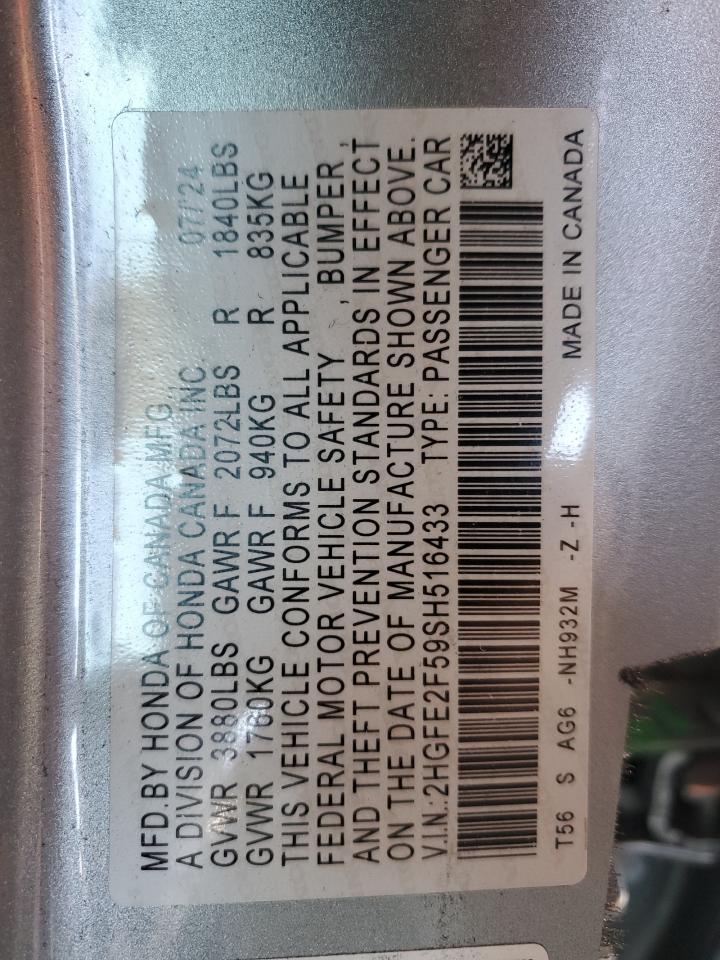 MFD.BY HONDA OF CANADA MFG. 07/'24
A DIVISION OF HONDA CANADA INC.
GVWR 3880LBS GAWR F 2072LBS R 1840LBS
GVWR 1760KG GAWR F 940KG R 835KG
THIS VEHICLE CONFORMS TO ALL APPLICABLE
FEDERAL MOTOR VEHICLE SAFETY , BUMPER ,
AND THEFT PREVENTION STANDARDS IN EFFECT
ON THE DATE OF MANUFACTURE SHOWN ABOVE.
V.I.N.:2HGFE2F59SH516433 TYPE: PASSENGER CAR
T56 S AG6 -NH932M -Z -H MADE IN CANADA